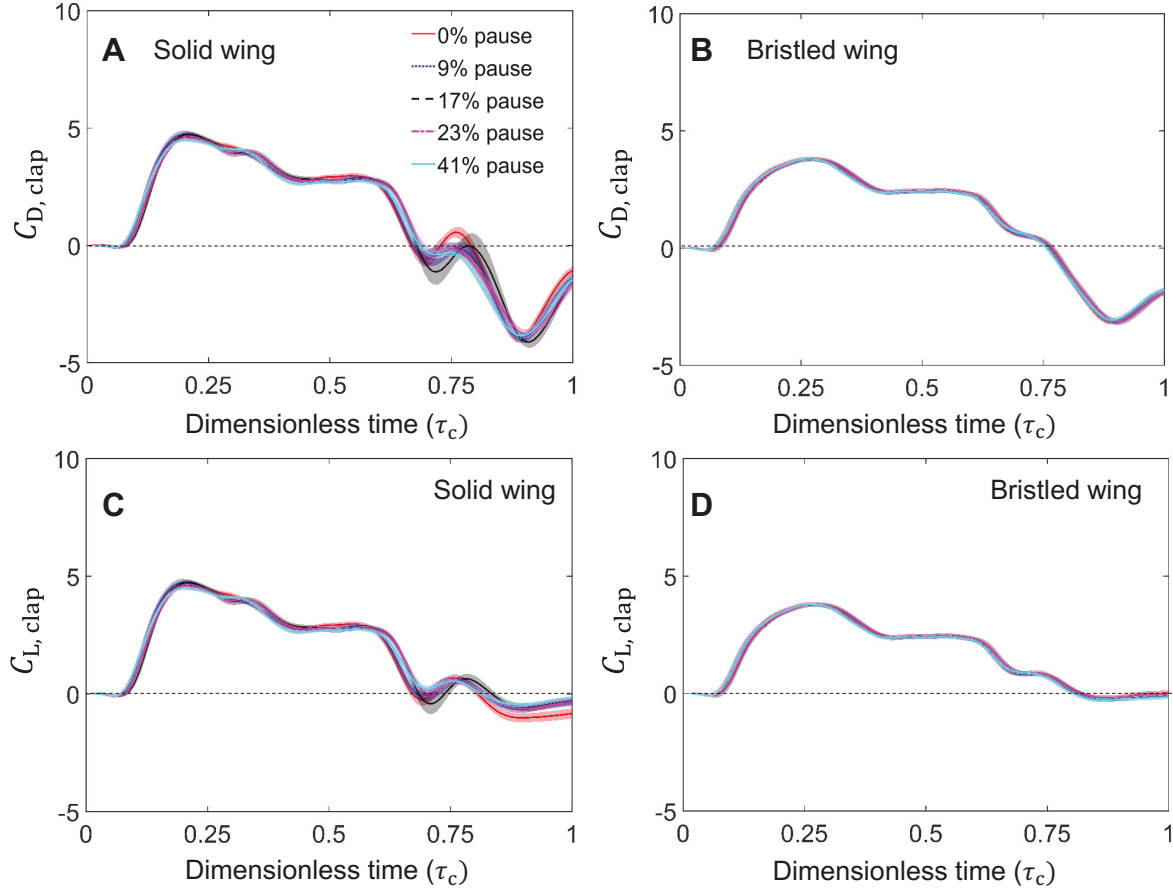 A Solid wing
0% pause
9% pause
17% pause
23% pause
41% pause
10
5
0
-5
C_D, clap
0 0.25 0.5 0.75 1
Dimensionless time (τ_c)
B Bristled wing
10
5
0
-5
C_D, clap
0 0.25 0.5 0.75 1
Dimensionless time (τ_c)
C Solid wing
10
5
0
-5
C_L, clap
0 0.25 0.5 0.75 1
Dimensionless time (τ_c)
D Bristled wing
10
5
0
-5
C_L, clap
0 0.25 0.5 0.75 1
Dimensionless time (τ_c)